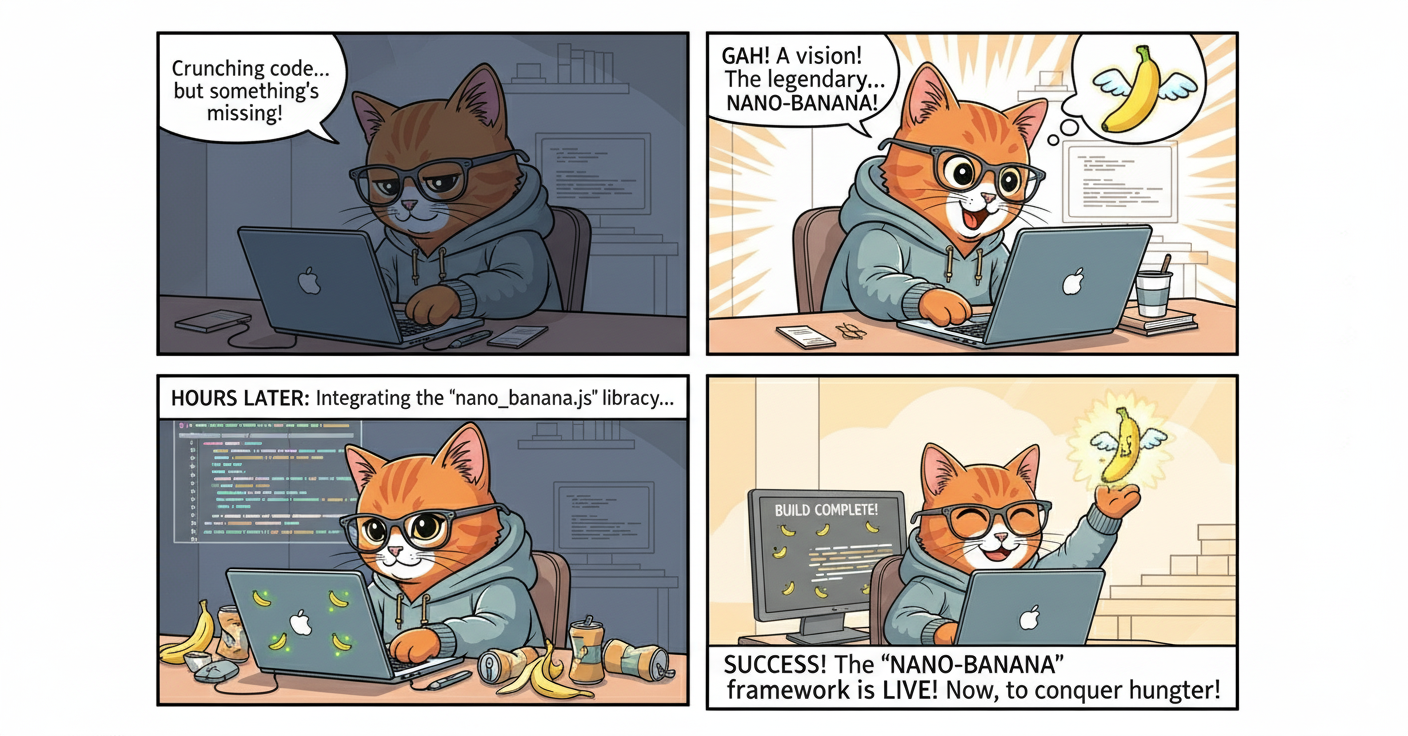 Crunching code...
but something's
missing!
GAH! A vision!
The legendary...
NANO-BANANA!
HOURS LATER: Integrating the "nano_banana.js" libracy...
BUILD COMPLETE!
SUCCESS! The “NANO-BANANA”
framework is LIVE! Now, to conquer hungter!